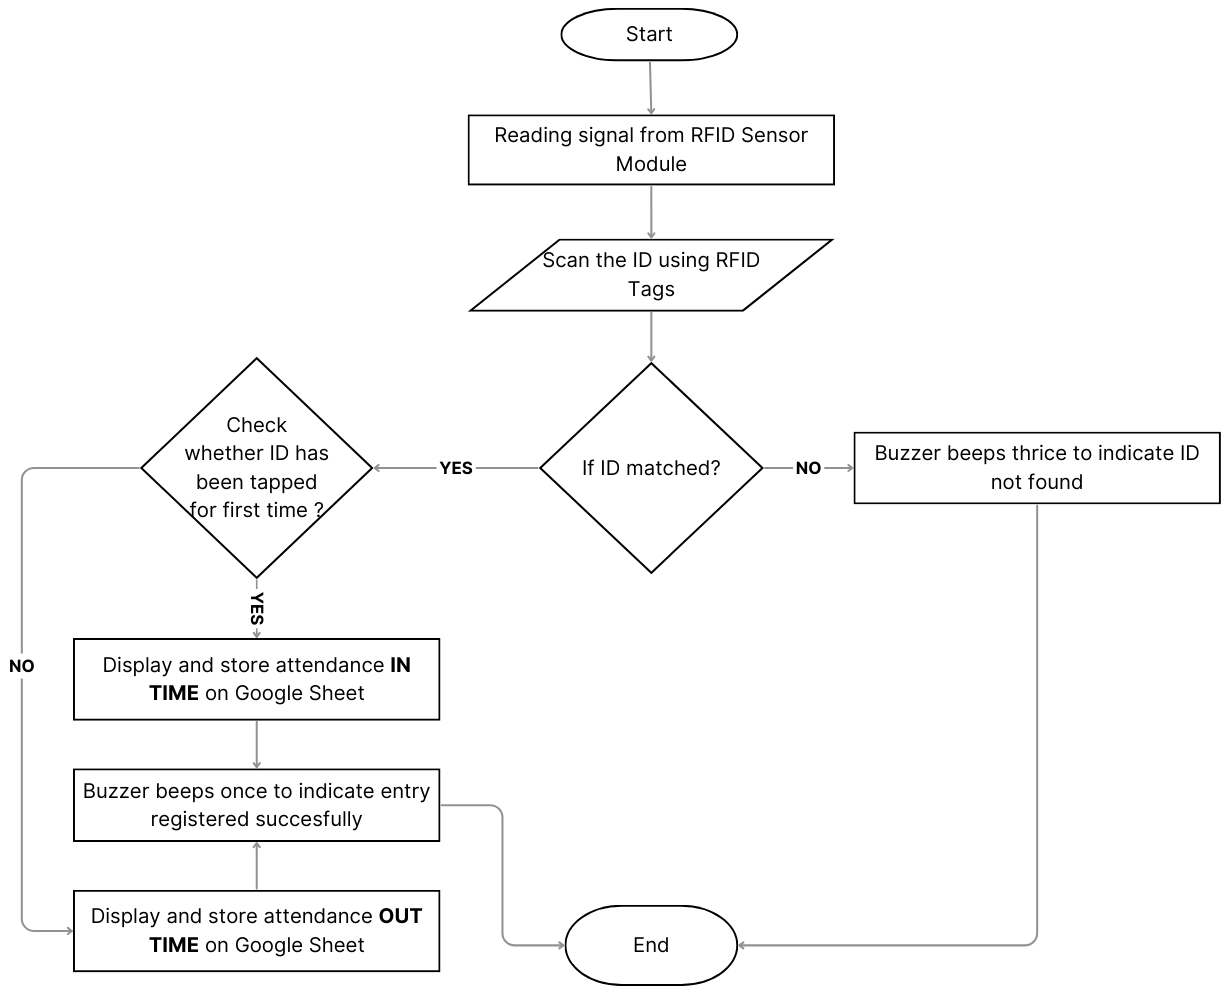 Start
Reading signal from RFID Sensor
Module
Scan the ID using RFID
Tags
If ID matched?
YES
NO
Check
whether ID has
been tapped
for first time ?
Buzzer beeps thrice to indicate ID
not found
YES
NO
Display and store attendance IN
TIME on Google Sheet
Buzzer beeps once to indicate entry
registered succesfully
Display and store attendance OUT
TIME on Google Sheet
End